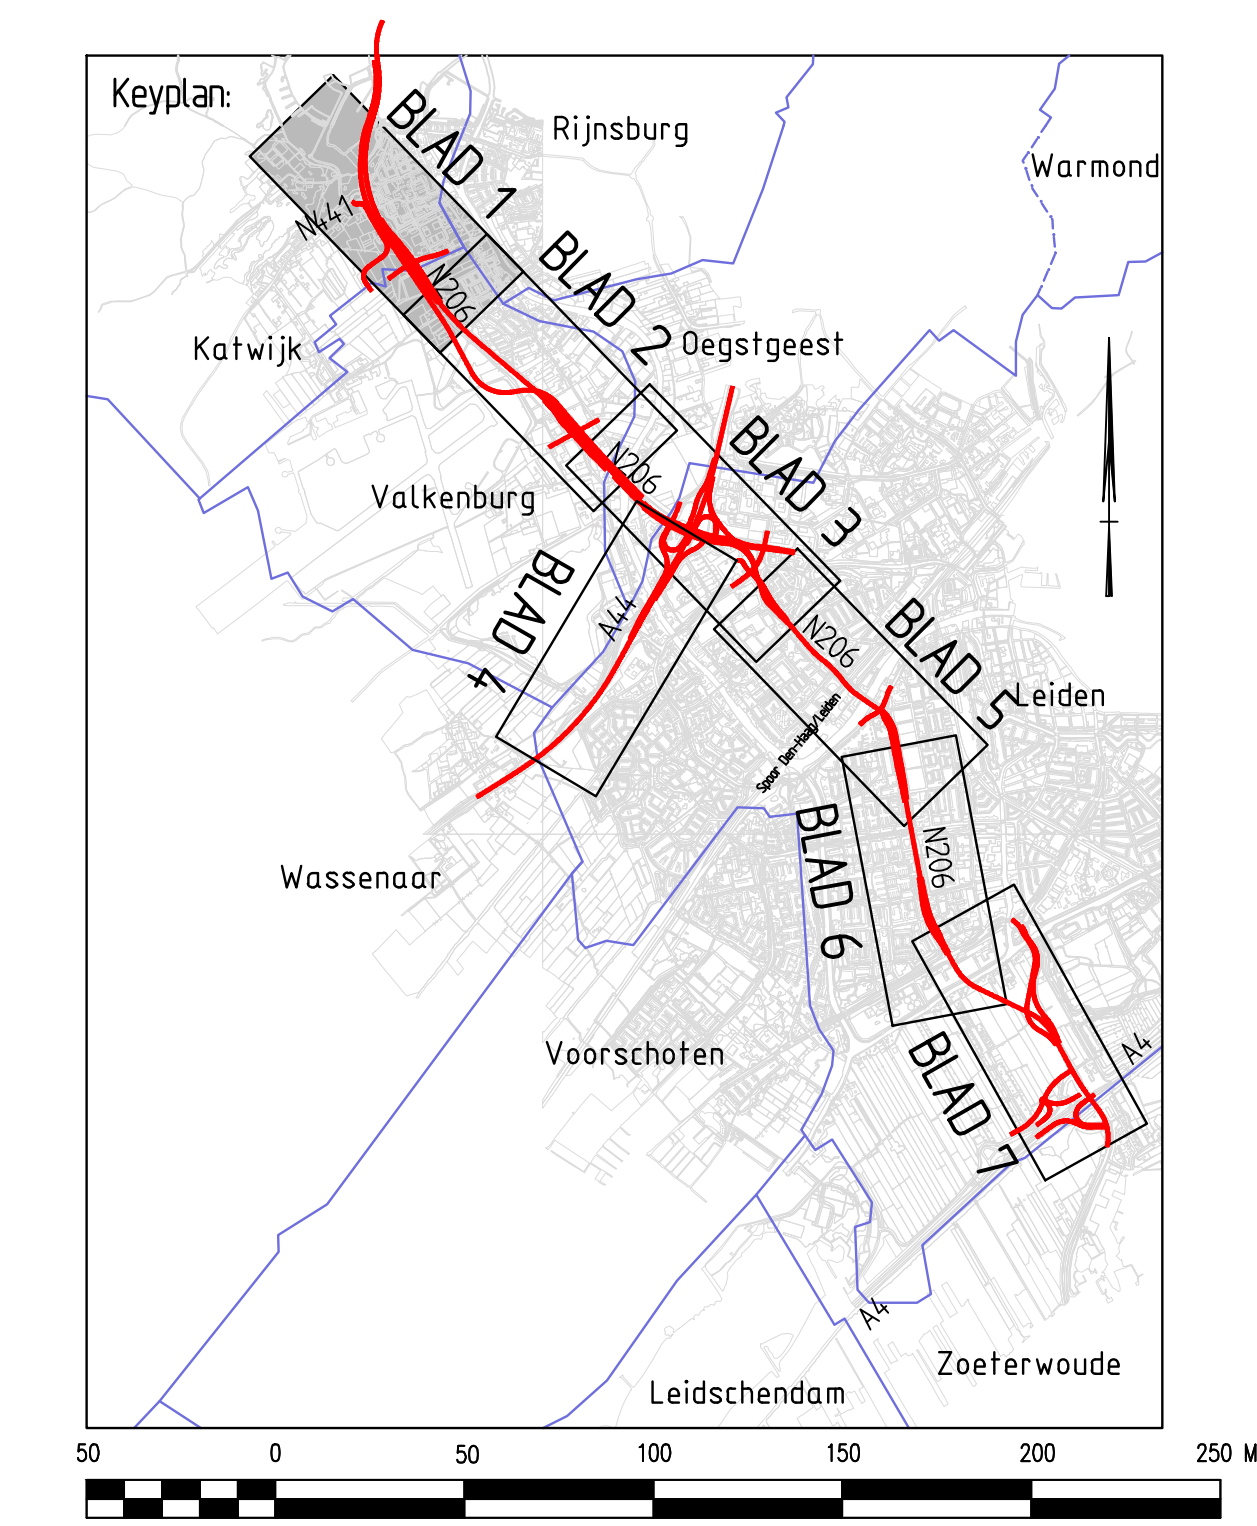 Keyplan:
BLAD 1
Rijnsburg
Warmond
N441
BLAD 2
N206
Katwijk
Oegstgeest
BLAD 3
N206
Valkenburg
BLAD 4
A44
N206
BLAD 5
Leiden
Spoor Den-Haag/Leiden
BLAD 6
N206
Wassenaar
Voorschoten
A4
BLAD 7
A4
Zoeterwoude
Leidschendam
50 0 50 100 150 200 250 M